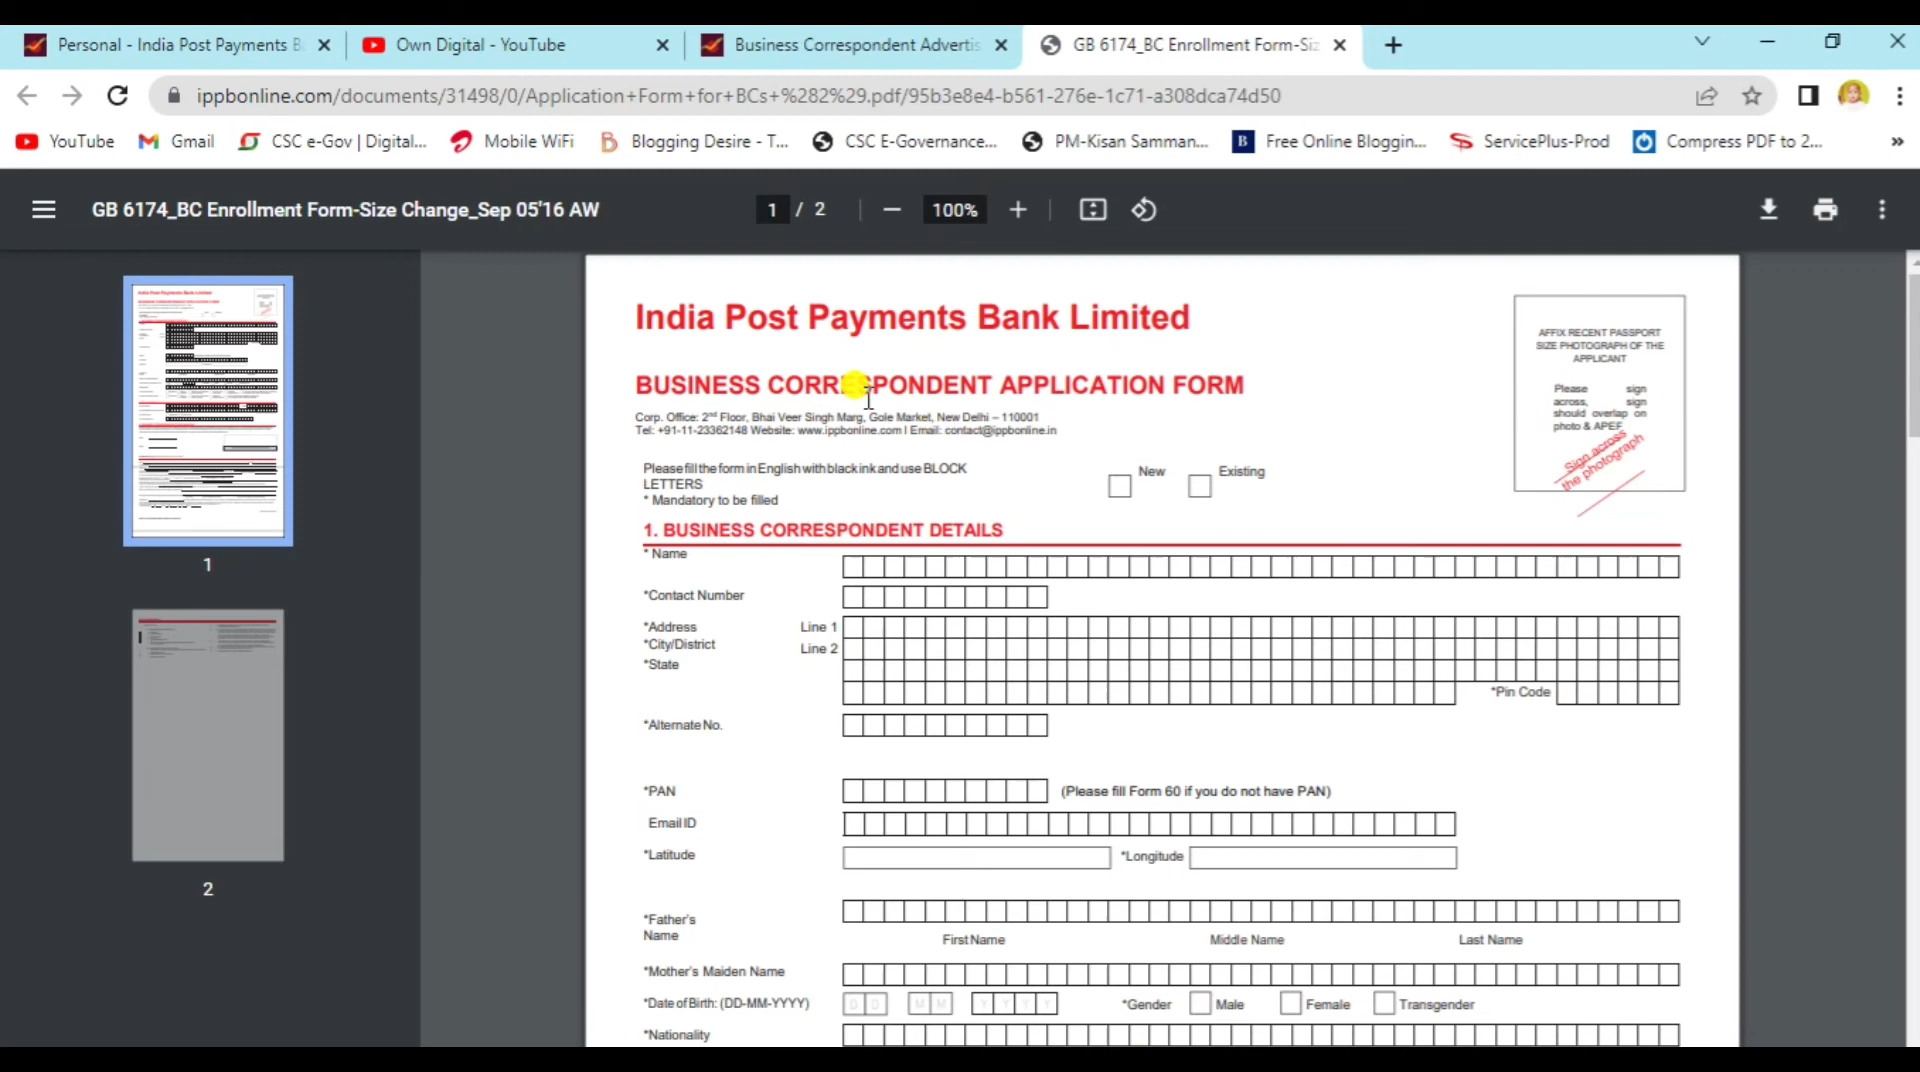 Personal - India Post Payments B
Own Digital - YouTube
Business Correspondent Advertis
GB 6174_BC Enrollment Form-Siz
ippbonline.com/documents/31498/0/Application+Form+for+BCs+%282%29.pdf/95b3e8e4-b561-276e-1c71-a308dca74d50
YouTube
Gmail
CSC e-Gov | Digital...
Mobile WiFi
Blogging Desire - T...
CSC E-Governance...
PM-Kisan Samman...
Free Online Bloggin...
ServicePlus-Prod
Compress PDF to 2...
»
GB 6174_BC Enrollment Form-Size Change_Sep 05'16 AW
1 / 2
100%
1
2
India Post Payments Bank Limited
BUSINESS CORRESPONDENT APPLICATION FORM
Corp. Office: 2nd Floor, Bhai Veer Singh Marg, Gole Market, New Delhi – 110001
Tel: +91-11-23362148 Website: www.ippbonline.com I Email: contact@ippbonline.in
AFFIX RECENT PASSPORT
SIZE PHOTOGRAPH OF THE
APPLICANT
Please sign
across, sign
should overlap on
photo & APEF
Sign across
the photograph
Please fill the form in English with black ink and use BLOCK
LETTERS
* Mandatory to be filled
New
Existing
1. BUSINESS CORRESPONDENT DETAILS
* Name
*Contact Number
*Address Line 1
*City/District Line 2
*State
*Pin Code
*Alternate No.
*PAN (Please fill Form 60 if you do not have PAN)
Email ID
*Latitude *Longitude
*Father's
Name
First Name Middle Name Last Name
*Mother's Maiden Name
*Date of Birth: (DD-MM-YYYY) D D M M Y Y Y Y *Gender Male Female Transgender
*Nationality